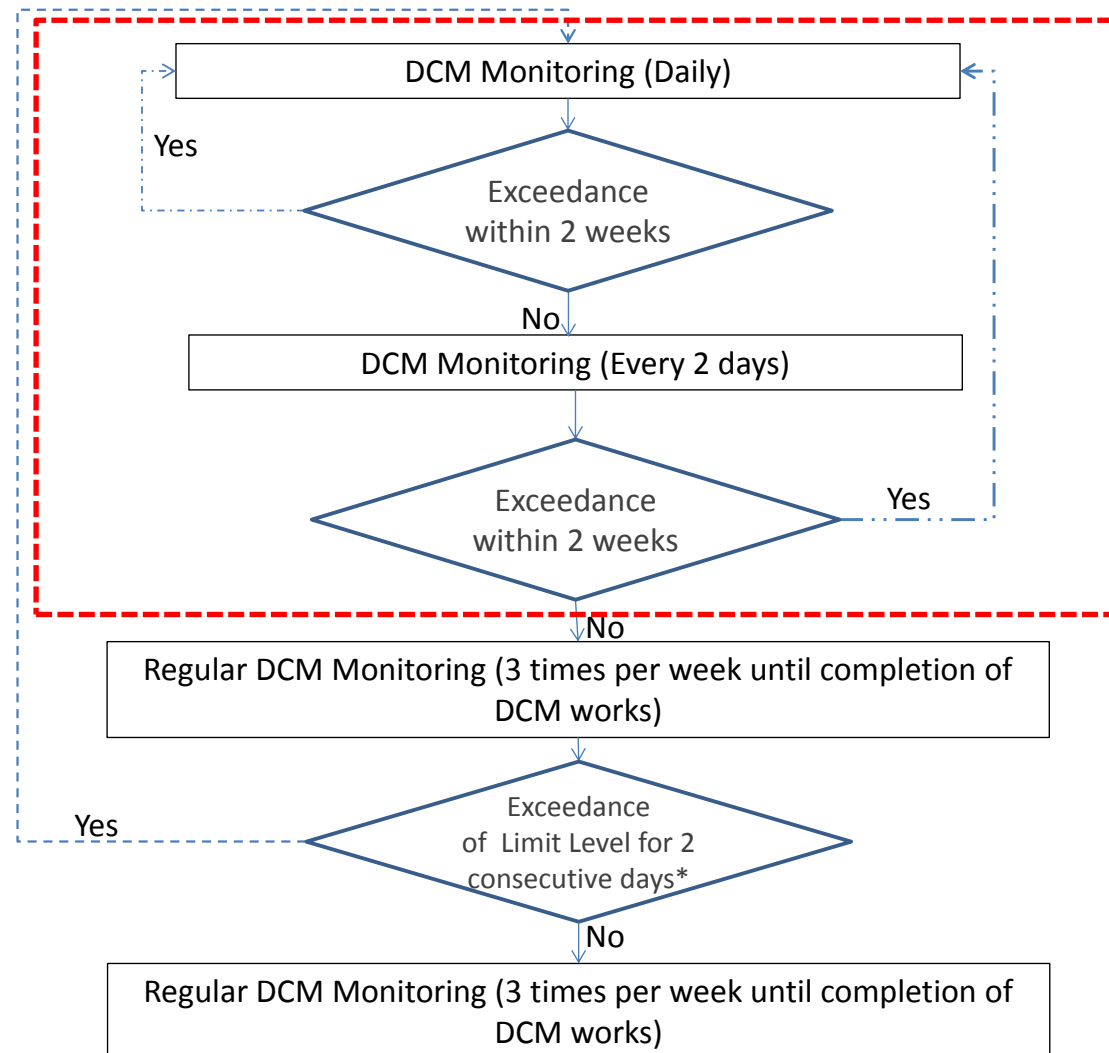 DCM Monitoring (Daily)
Yes
Exceedance
within 2 weeks
No
DCM Monitoring (Every 2 days)
Exceedance
within 2 weeks
Yes
No
Regular DCM Monitoring (3 times per week until completion of
DCM works)
Yes
Exceedance
of Limit Level for 2
consecutive days*
No
Regular DCM Monitoring (3 times per week until completion of
DCM works)